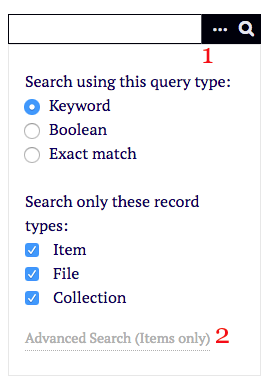 ...
1
Search using this query type:
Keyword
Boolean
Exact match
Search only these record
types:
Item
File
Collection
Advanced Search (Items only) 2